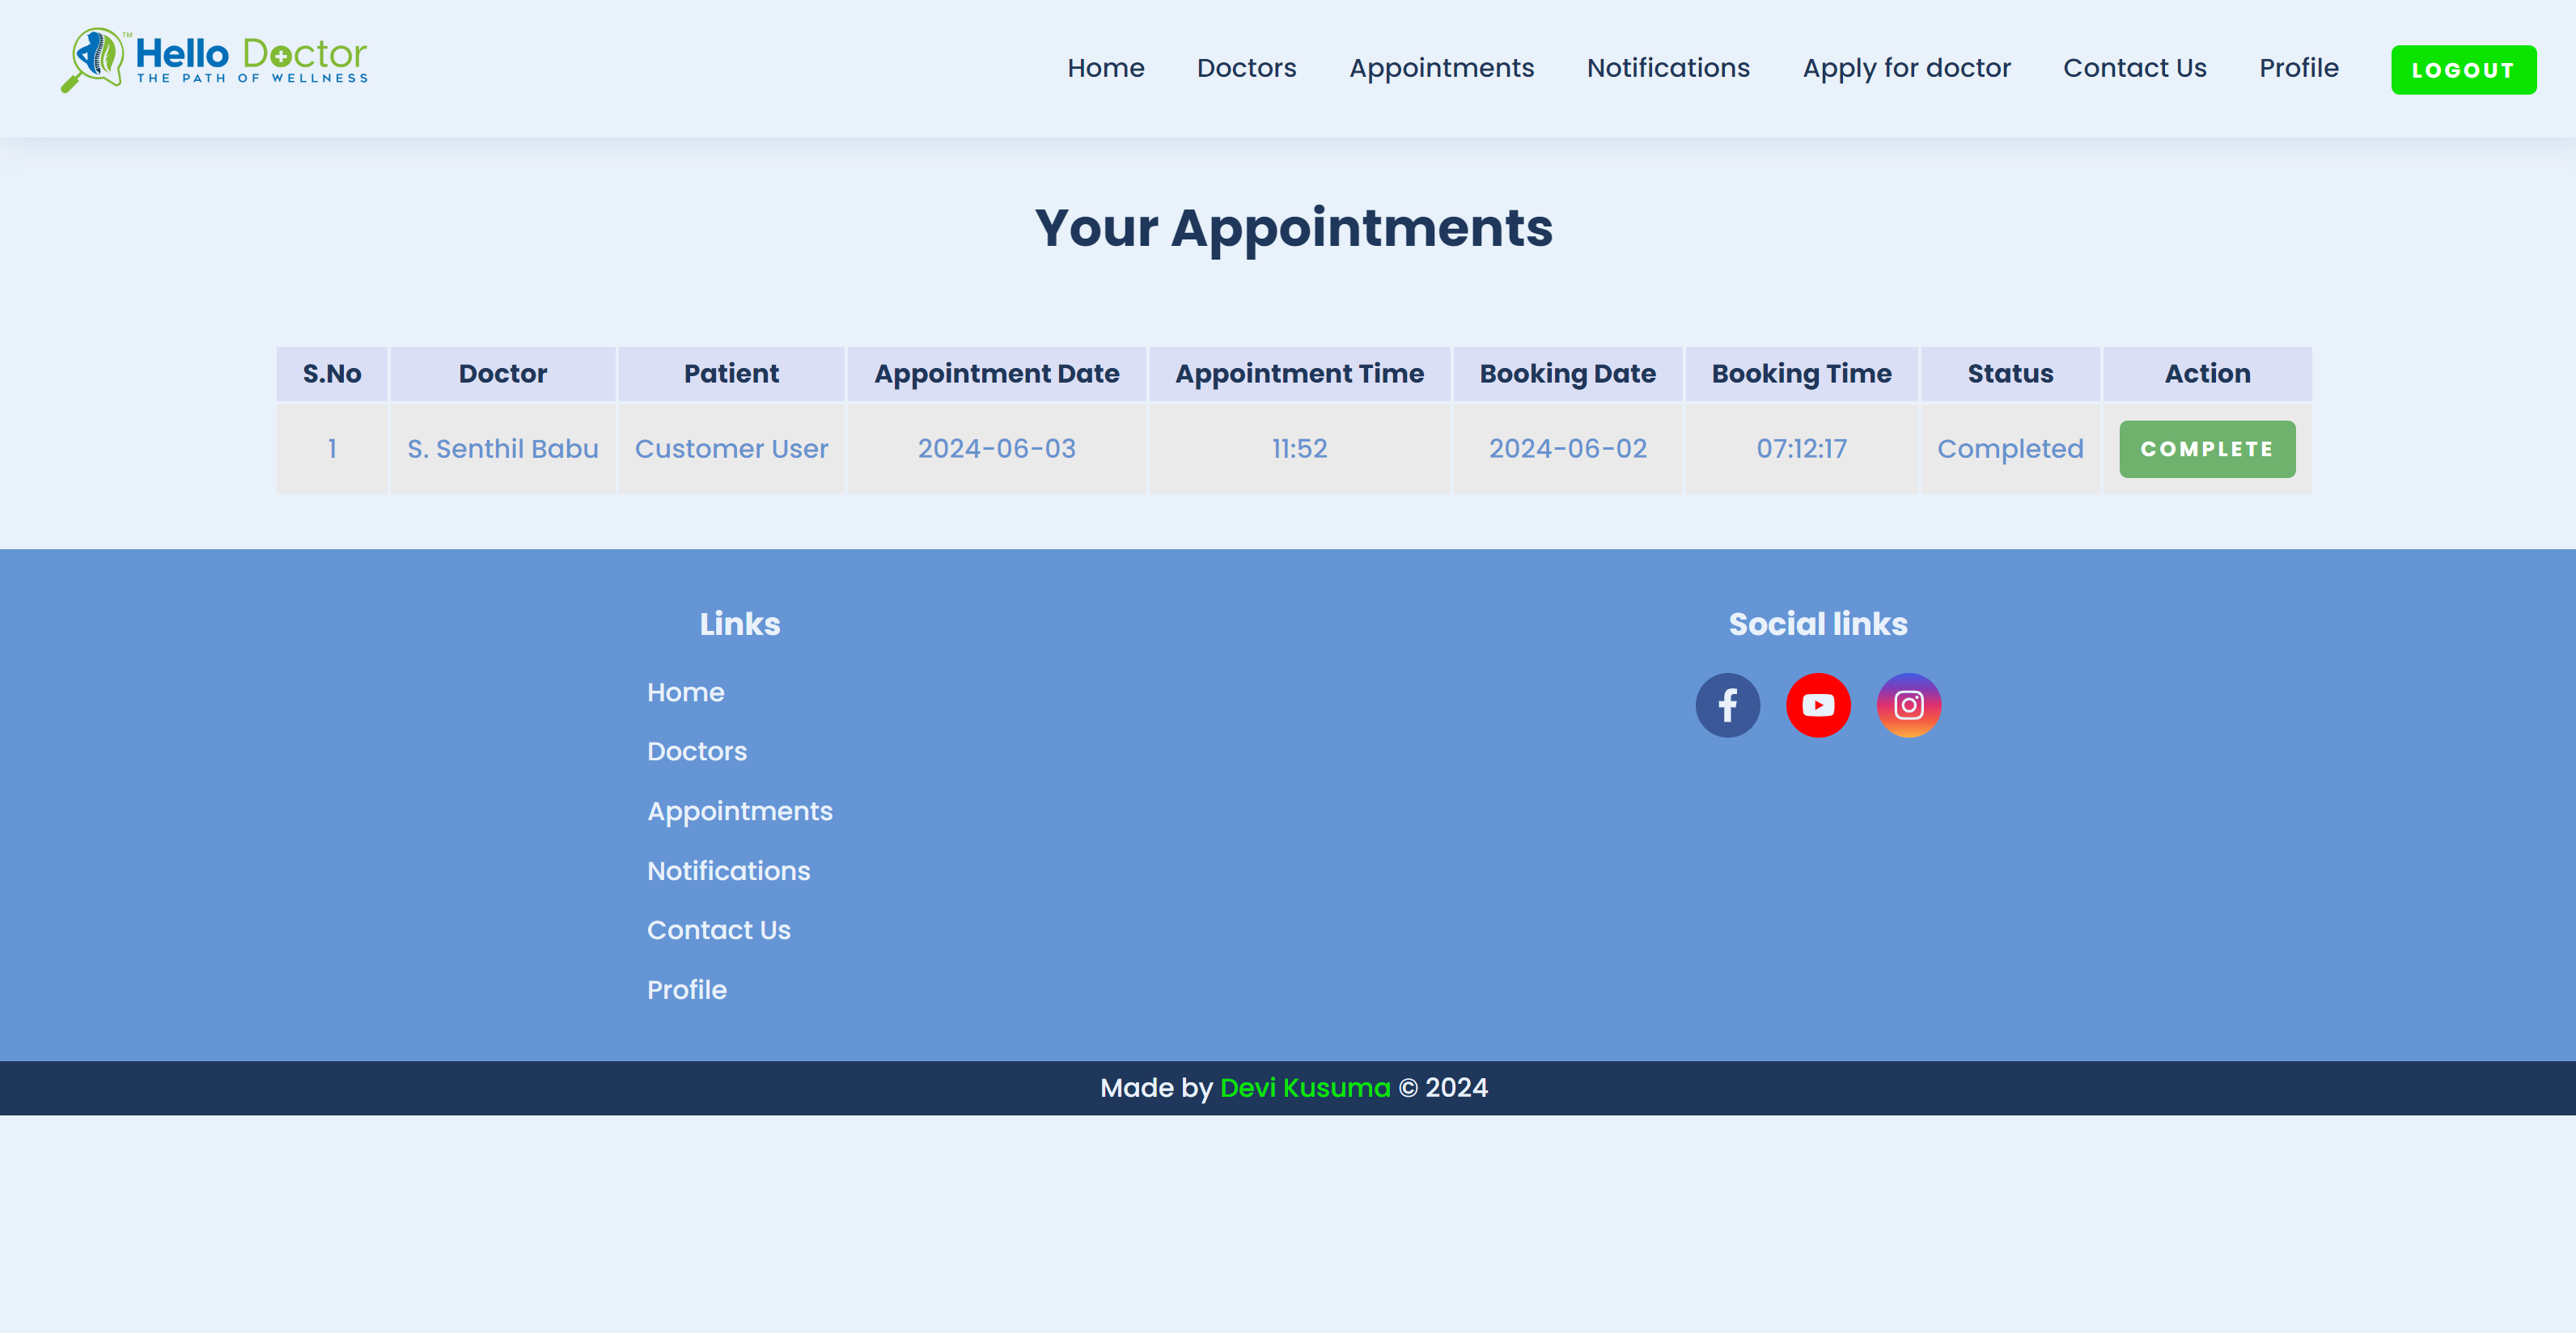 Hello Doctor TM
THE PATH OF WELLNESS
Home Doctors Appointments Notifications Apply for doctor Contact Us Profile LOGOUT
Your Appointments
S.No Doctor Patient Appointment Date Appointment Time Booking Date Booking Time Status Action
1 S. Senthil Babu Customer User 2024-06-03 11:52 2024-06-02 07:12:17 Completed COMPLETE
Links
Home
Doctors
Appointments
Notifications
Contact Us
Profile
Social links
Made by Devi Kusuma © 2024